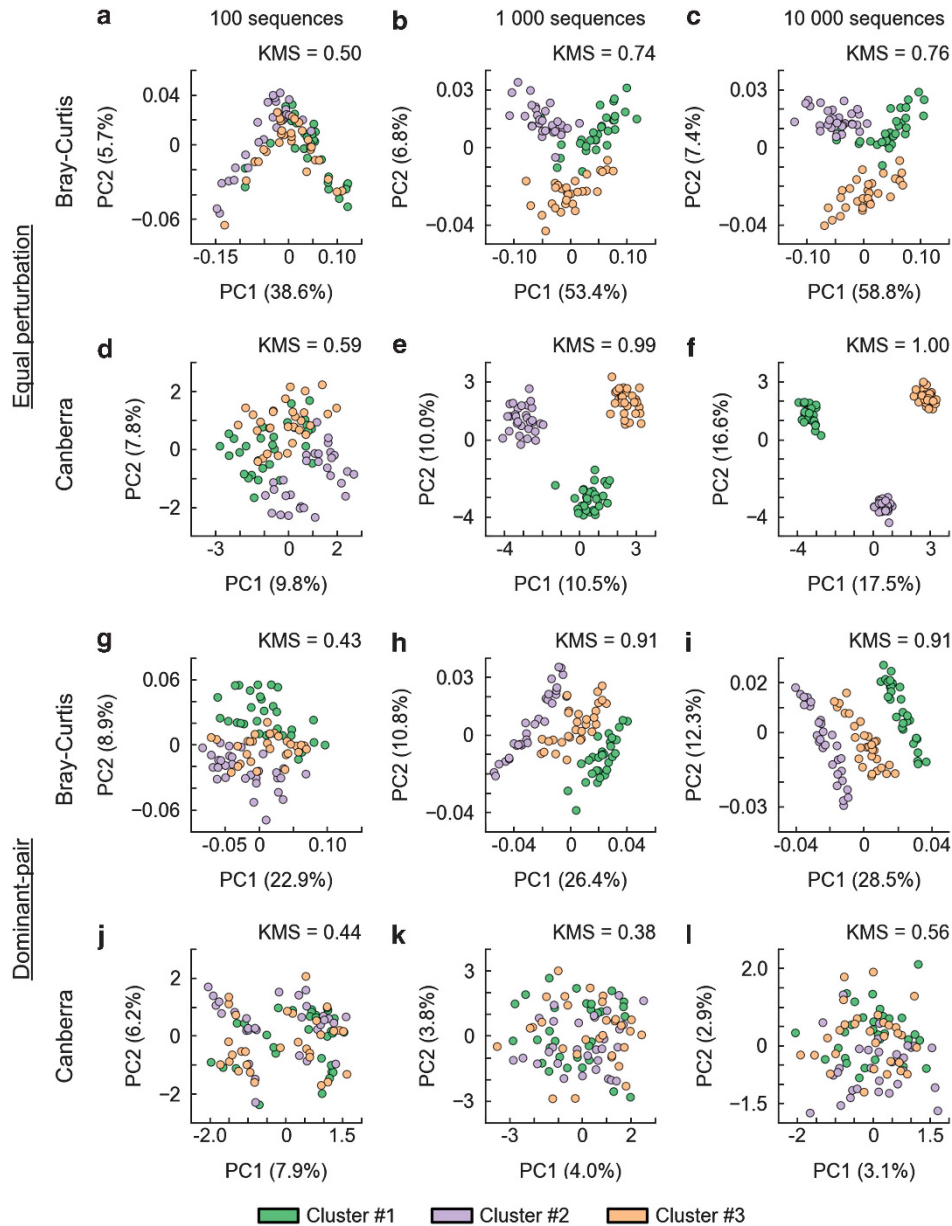 a 100 sequences b 1 000 sequences c 10 000 sequences
KMS = 0.50 KMS = 0.74 KMS = 0.76
Equal perturbation
Bray-Curtis
PC2 (5.7%)
0.04
0
-0.06
-0.15 0 0.10
PC1 (38.6%)
PC2 (6.8%)
0.03
0
-0.04
-0.10 0 0.10
PC1 (53.4%)
PC2 (7.4%)
0.03
0
-0.04
-0.10 0 0.10
PC1 (58.8%)
d KMS = 0.59 e KMS = 0.99 f KMS = 1.00
Canberra
PC2 (7.8%)
2
0
−2
-3 0 2
PC1 (9.8%)
PC2 (10.0%)
3
0
−4
-4 0 3
PC1 (10.5%)
PC2 (16.6%)
3
0
−4
-4 0 3
PC1 (17.5%)
g KMS = 0.43 h KMS = 0.91 i KMS = 0.91
Dominant-pair
Bray-Curtis
PC2 (8.9%)
0.06
0
-0.06
-0.05 0 0.10
PC1 (22.9%)
PC2 (10.8%)
0.03
0
-0.04
-0.04 0 0.04
PC1 (26.4%)
PC2 (12.3%)
0.02
0
-0.03
-0.04 0 0.04
PC1 (28.5%)
j KMS = 0.44 k KMS = 0.38 l KMS = 0.56
Canberra
PC2 (6.2%)
2
0
−2
-2.0 0 1.5
PC1 (7.9%)
PC2 (3.8%)
3
0
−3
-3 0 2
PC1 (4.0%)
PC2 (2.9%)
2.0
0
−1.5
-2 0 1.5
PC1 (3.1%)
Cluster #1 Cluster #2 Cluster #3